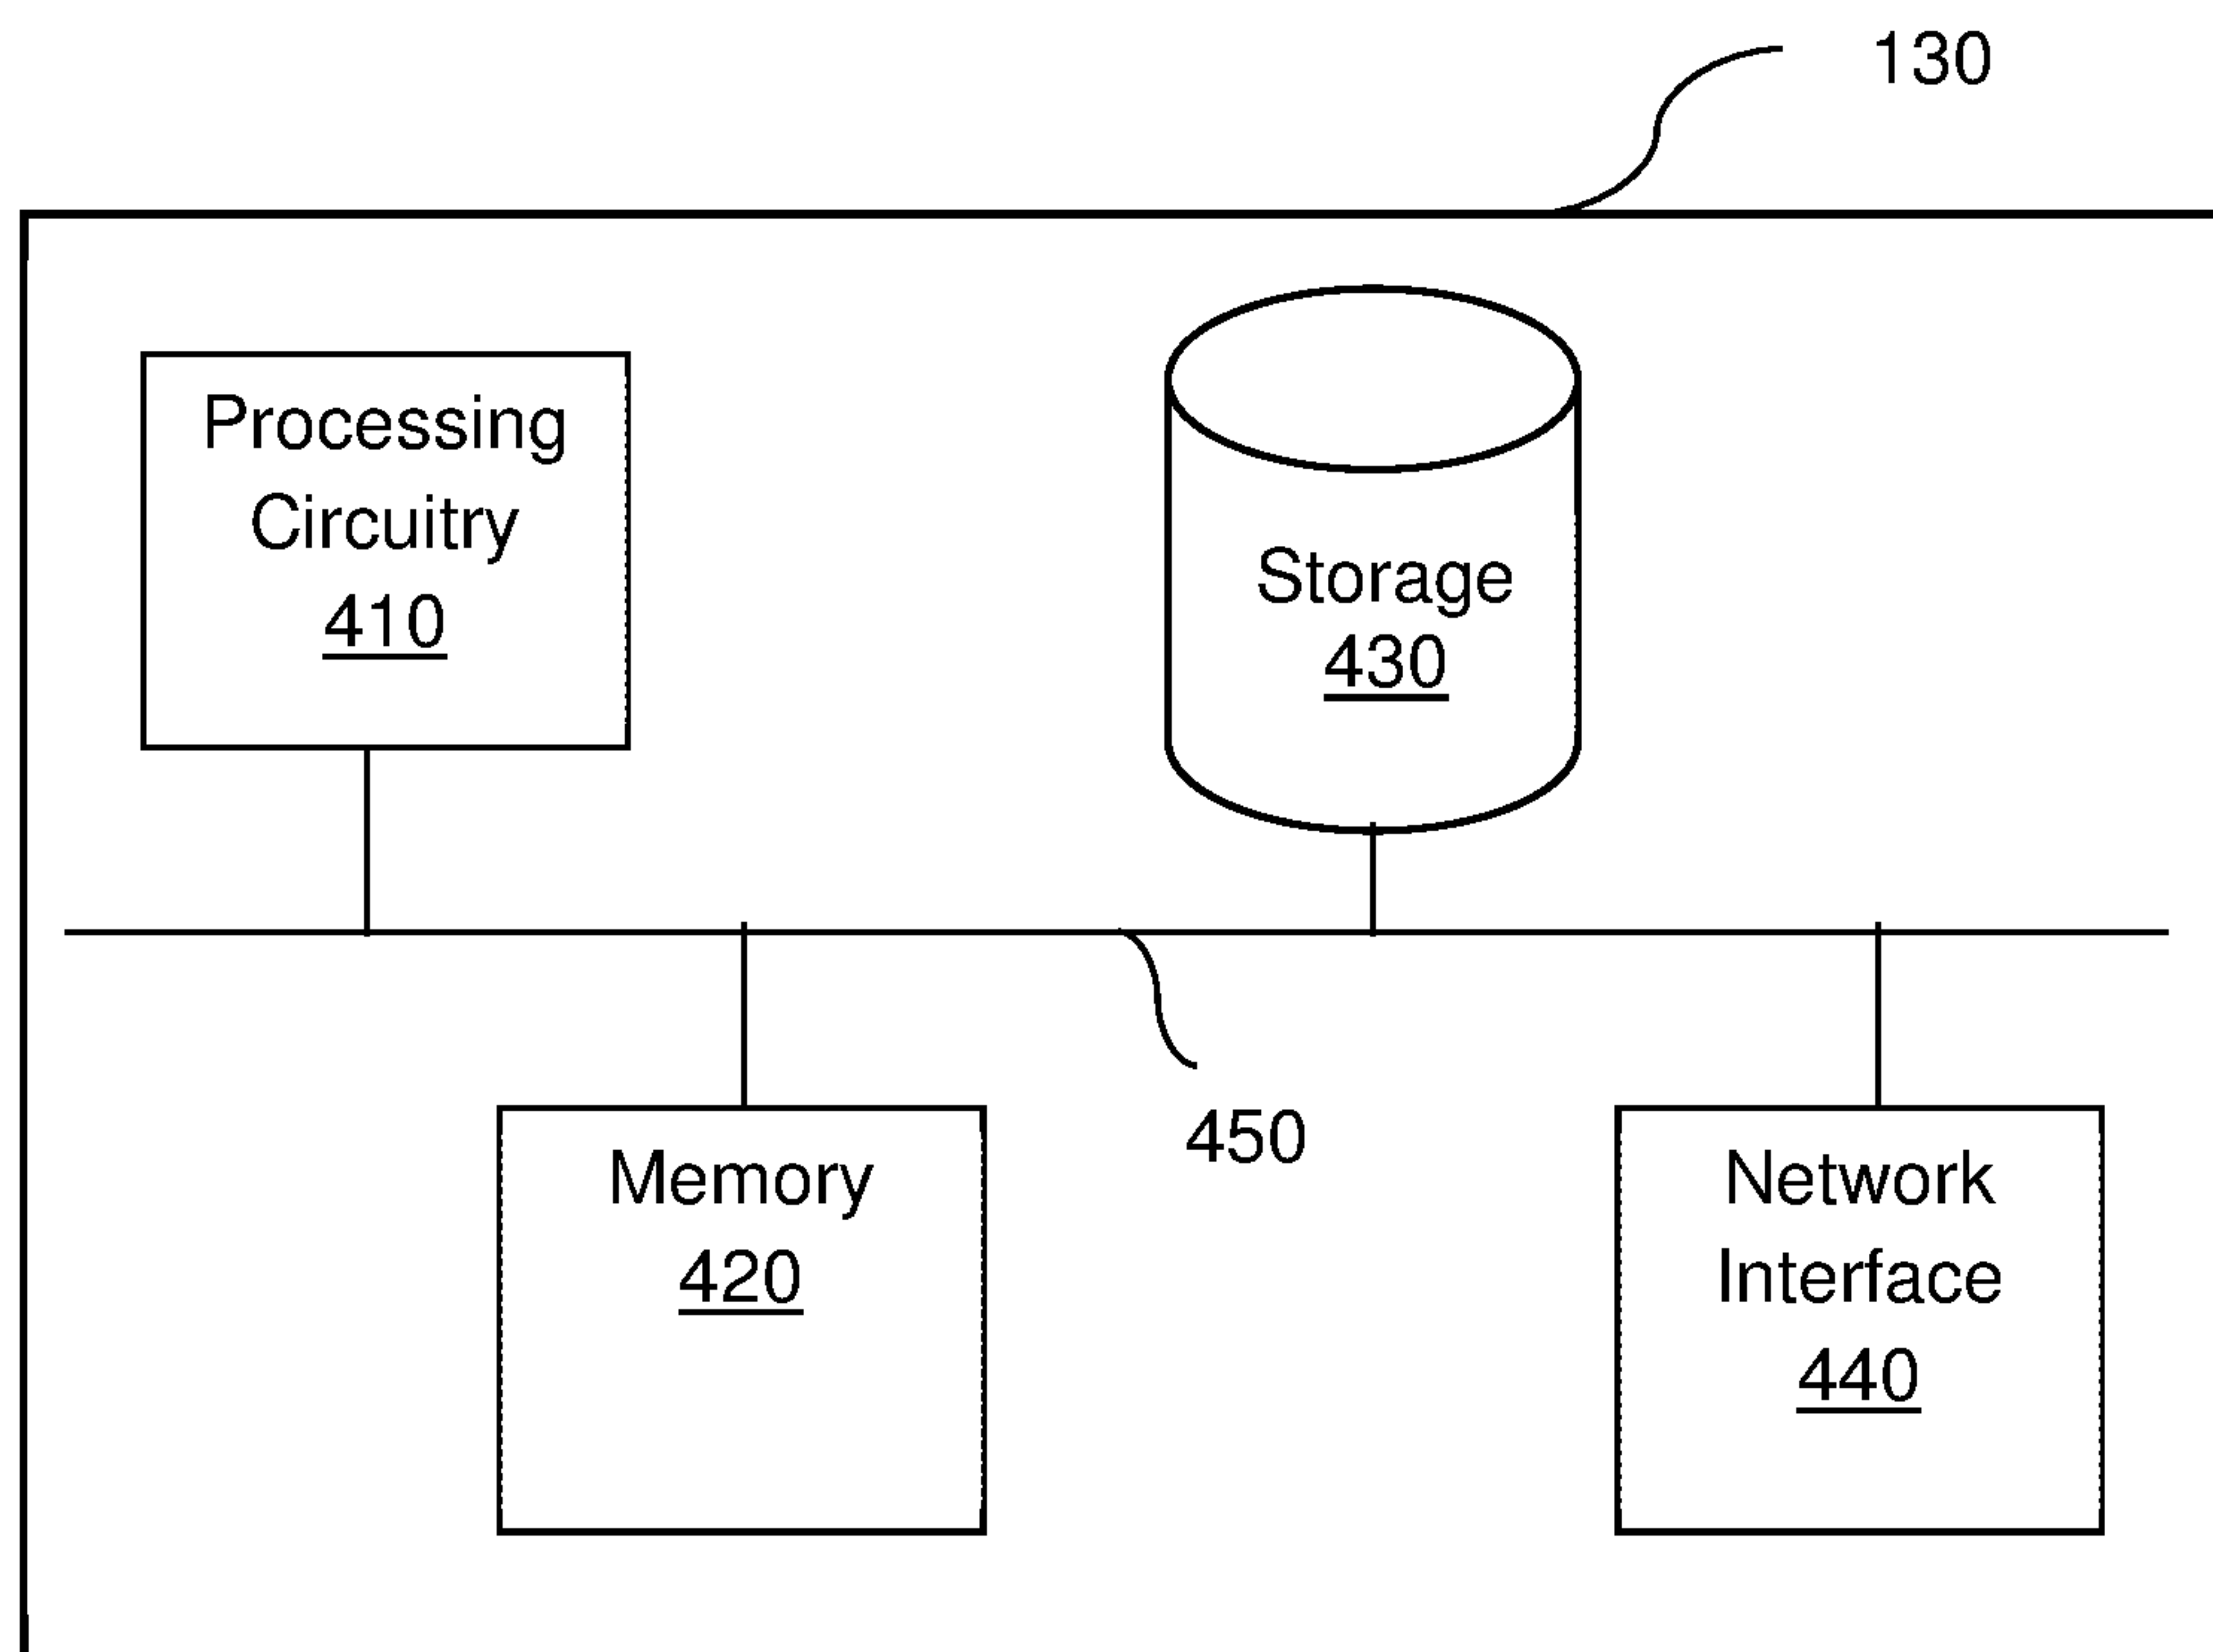 130
Processing
Circuitry
410
Storage
430
450
Memory
420
Network
Interface
440